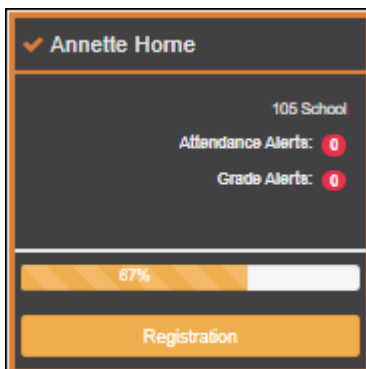 Annette Horne
105 School
Attendance Alerts: 0
Grade Alerts: 0
67%
Registration